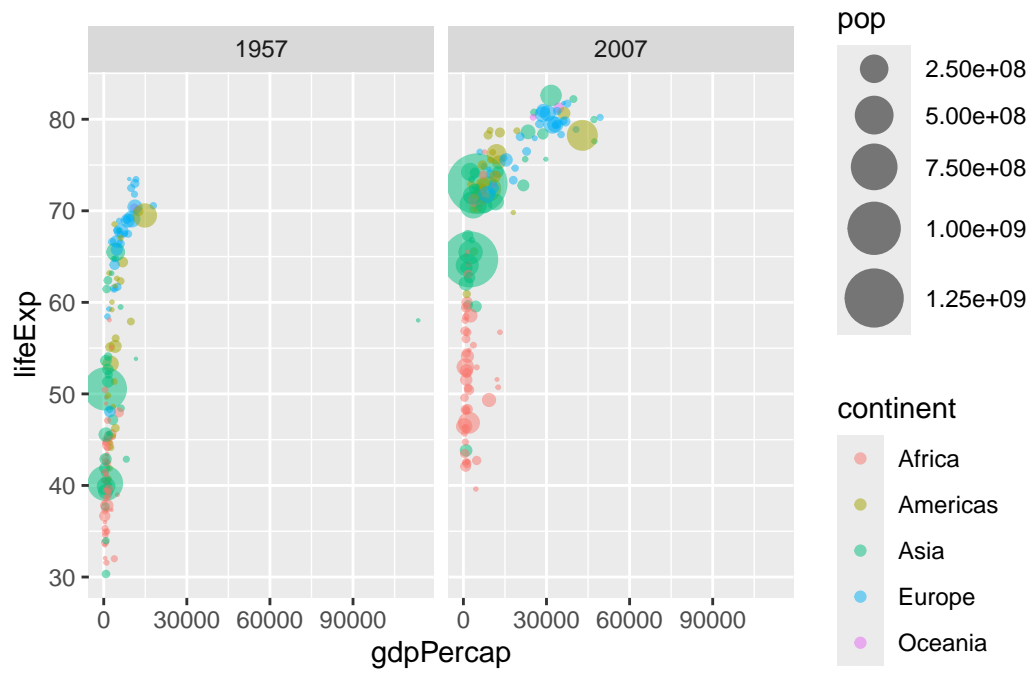 1957
2007
lifeExp
80
70
60
50
40
30
0 30000 60000 90000
0 30000 60000 90000
gdpPercap
pop
2.50e+08
5.00e+08
7.50e+08
1.00e+09
1.25e+09
continent
Africa
Americas
Asia
Europe
Oceania